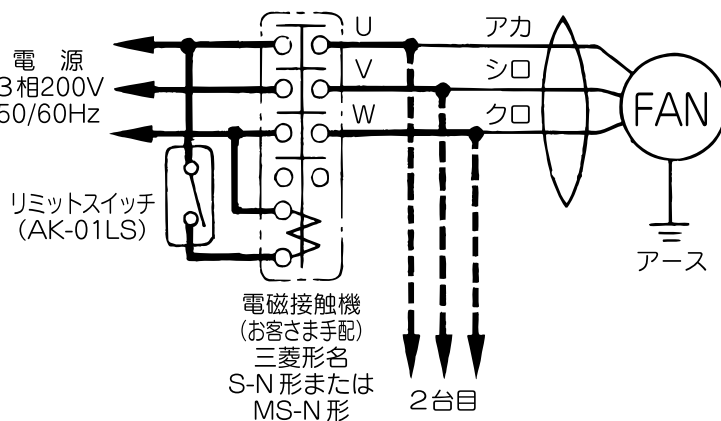 電 源
3相200V
50/60Hz
U
V
W
アカ
シロ
クロ
FAN
アース
リミットスイッチ
(AK-01LS)
電磁接触機
(お客さま手配)
三菱形名
S-N形または
MS-N形
2台目